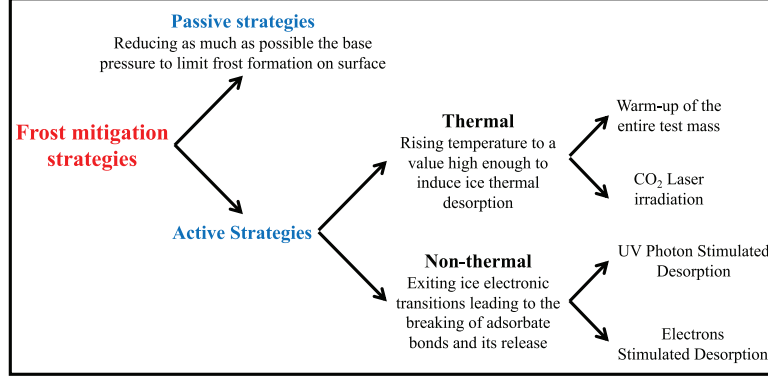 Passive strategies
Reducing as much as possible the base
pressure to limit frost formation on surface
Frost mitigation
strategies
Active Strategies
Thermal
Rising temperature to a
value high enough to
induce ice thermal
desorption
Non-thermal
Exiting ice electronic
transitions leading to the
breaking of adsorbate
bonds and its release
Warm-up of the
entire test mass
CO₂ Laser
irradiation
UV Photon Stimulated
Desorption
Electrons
Stimulated Desorption